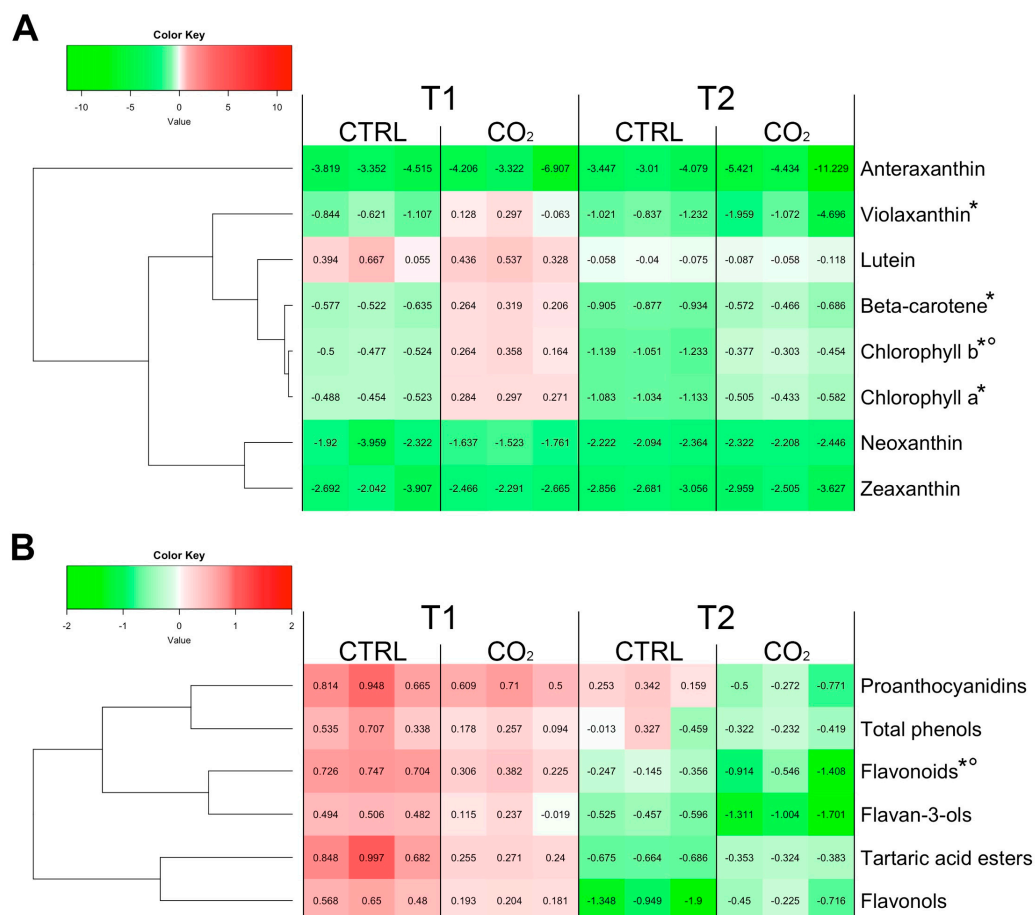 A
Color Key
-10 -5 0 5 10
Value
T1 T2
CTRL CO₂ CTRL CO₂
-3.819 -3.352 -4.515 -4.206 -3.322 -6.907 -3.447 -3.01 -4.079 -5.421 -4.434 -11.229 Anteraxanthin
-0.844 -0.621 -1.107 0.128 0.297 -0.063 -1.021 -0.837 -1.232 -1.959 -1.072 -4.696 Violaxanthin*
0.394 0.667 0.055 0.436 0.537 0.328 -0.058 -0.04 -0.075 -0.087 -0.058 -0.118 Lutein
-0.577 -0.522 -0.635 0.264 0.319 0.206 -0.905 -0.877 -0.934 -0.572 -0.466 -0.686 Beta-carotene*
-0.5 -0.477 -0.524 0.264 0.358 0.164 -1.139 -1.051 -1.233 -0.377 -0.303 -0.454 Chlorophyll b*°
-0.488 -0.454 -0.523 0.284 0.297 0.271 -1.083 -1.034 -1.133 -0.505 -0.433 -0.582 Chlorophyll a*
-1.92 -3.959 -2.322 -1.637 -1.523 -1.761 -2.222 -2.094 -2.364 -2.322 -2.208 -2.446 Neoxanthin
-2.692 -2.042 -3.907 -2.466 -2.291 -2.665 -2.856 -2.681 -3.056 -2.959 -2.505 -3.627 Zeaxanthin
B
Color Key
-2 -1 0 1 2
Value
T1 T2
CTRL CO₂ CTRL CO₂
0.814 0.948 0.665 0.609 0.71 0.5 0.253 0.342 0.159 -0.5 -0.272 -0.771 Proanthocyanidins
0.535 0.707 0.338 0.178 0.257 0.094 -0.013 0.327 -0.459 -0.322 -0.232 -0.419 Total phenols
0.726 0.747 0.704 0.306 0.382 0.225 -0.247 -0.145 -0.356 -0.914 -0.546 -1.408 Flavonoids*°
0.494 0.506 0.482 0.115 0.237 -0.019 -0.525 -0.457 -0.596 -1.311 -1.004 -1.701 Flavan-3-ols
0.848 0.997 0.682 0.255 0.271 0.24 -0.675 -0.664 -0.686 -0.353 -0.324 -0.383 Tartaric acid esters
0.568 0.65 0.48 0.193 0.204 0.181 -1.348 -0.949 -1.9 -0.45 -0.225 -0.716 Flavonols